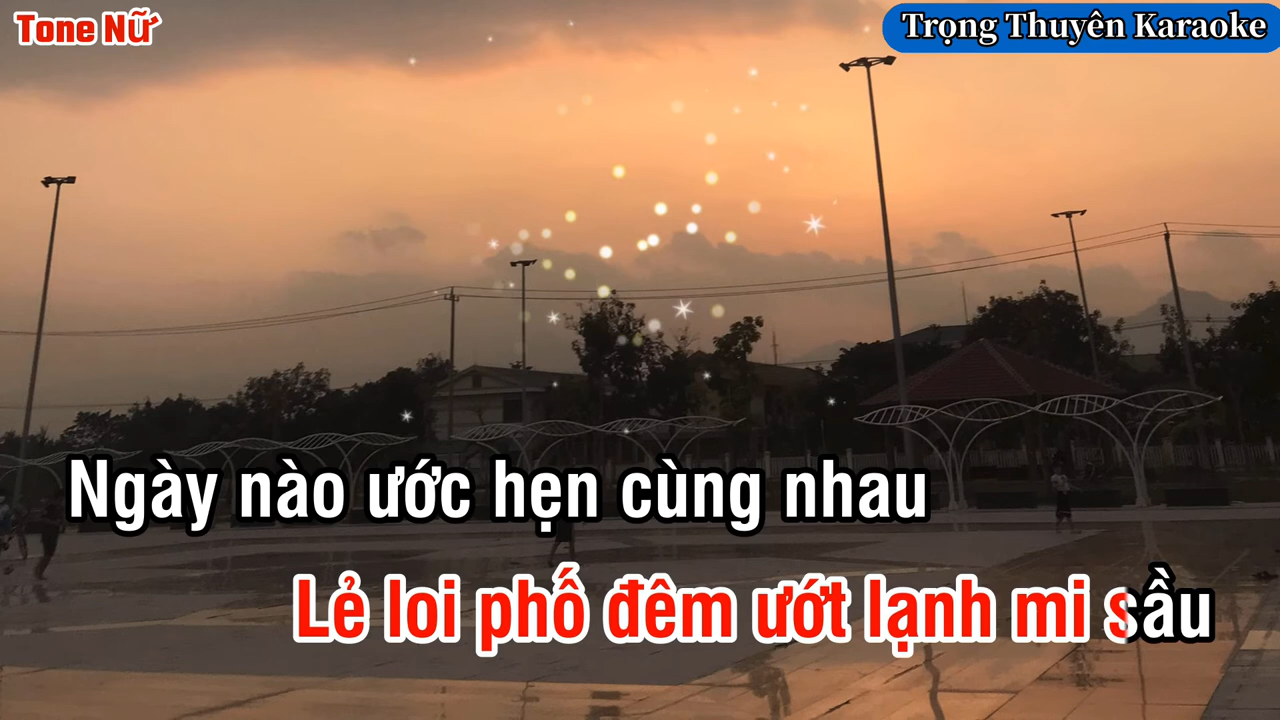 Tone Nữ
Trọng Thuyên Karaoke
Ngày nào ước hẹn cùng nhau
Lẻ loi phố đêm ướt lạnh mi sầu